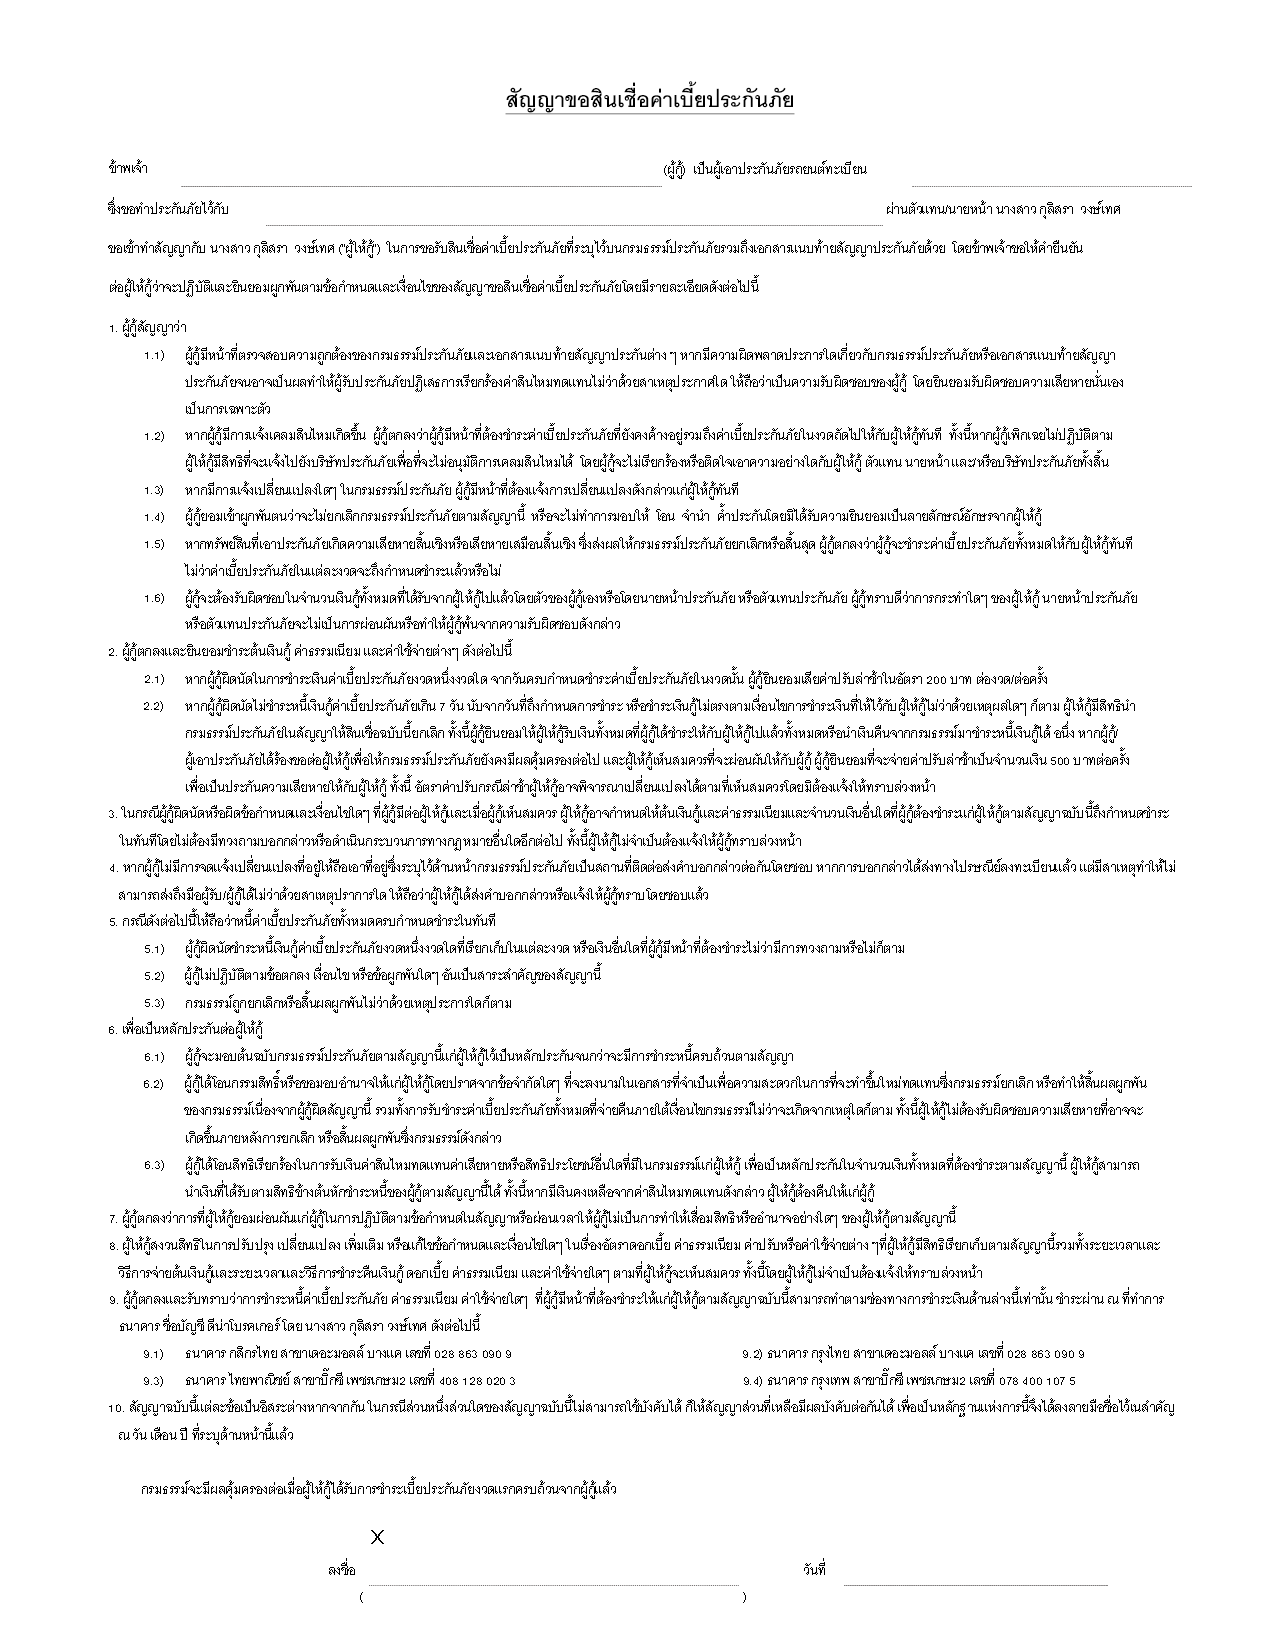 สัญญาขอสินเชื่อค่าเบี้ยประกันภัย
ข้าพเจ้า (ผู้กู้) เป็นผู้เอาประกันภัยรถยนต์ทะเบียน
ซึ่งขอทำประกันภัยไว้กับ ผ่านตัวแทน/นายหน้า นางสาว กุลิสรา วงษ์เทศ
ขอเข้าทำสัญญากับ นางสาว กุลิสรา วงษ์เทศ ("ผู้ให้กู้") ในการขอรับสินเชื่อค่าเบี้ยประกันภัยที่ระบุไว้บนกรมธรรม์ประกันภัยรวมถึงเอกสารแนบท้ายสัญญาประกันภัยด้วย โดยข้าพเจ้าขอให้คำยืนยัน
ต่อผู้ให้กู้ว่าจะปฏิบัติและยินยอมผูกพันตามข้อกำหนดและเงื่อนไขของสัญญาขอสินเชื่อค่าเบี้ยประกันภัยโดยมีรายละเอียดดังต่อไปนี้
1. ผู้กู้สัญญาว่า
1.1) ผู้กู้มีหน้าที่ตรวจสอบความถูกต้องของกรมธรรม์ประกันภัยและเอกสารแนบท้ายสัญญาประกันต่าง ๆ หากมีความผิดพลาดประการใดเกี่ยวกับกรมธรรม์ประกันภัยหรือเอกสารแนบท้ายสัญญา
ประกันภัยจนอาจเป็นผลทำให้ผู้รับประกันภัยปฏิเสธการเรียกร้องค่าสินไหมทดแทนไม่ว่าด้วยสาเหตุประกาศใด ให้ถือว่าเป็นความรับผิดชอบของผู้กู้ โดยยินยอมรับผิดชอบความเสียหายนั่นเอง
เป็นการเฉพาะตัว
1.2) หากผู้กู้มีการแจ้งเคลมสินไหมเกิดขึ้น ผู้กู้ตกลงว่าผู้กู้มีหน้าที่ต้องชำระค่าเบี้ยประกันภัยที่ยังคงค้างอยู่รวมถึงค่าเบี้ยประกันภัยในงวดถัดไปให้กับผู้ให้กู้ทันที ทั้งนี้หากผู้กู้เพิกเฉยไม่ปฏิบัติตาม
ผู้ให้กู้มีสิทธิที่จะแจ้งไปยังบริษัทประกันภัยเพื่อที่จะไม่อนุมัติการเคลมสินไหมได้ โดยผู้กู้จะไม่เรียกร้องหรือติดใจเอาความอย่างใดกับผู้ให้กู้ ตัวแทน นายหน้า และ/หรือบริษัทประกันภัยทั้งสิ้น
1.3) หากมีการแจ้งเปลี่ยนแปลงใดๆ ในกรมธรรม์ประกันภัย ผู้กู้มีหน้าที่ต้องแจ้งการเปลี่ยนแปลงดังกล่าวแก่ผู้ให้กู้ทันที
1.4) ผู้กู้ยอมเข้าผูกพันตนว่าจะไม่ยกเลิกกรมธรรม์ประกันภัยตามสัญญานี้ หรือจะไม่ทำการมอบให้ โอน จำนำ ค้ำประกันโดยมิได้รับความยินยอมเป็นลายลักษณ์อักษรจากผู้ให้กู้
1.5) หากทรัพย์สินที่เอาประกันภัยเกิดความเสียหายสิ้นเชิงหรือเสียหายเสมือนสิ้นเชิง ซึ่งส่งผลให้กรมธรรม์ประกันภัยยกเลิกหรือสิ้นสุด ผู้กู้ตกลงว่าผู้กู้จะชำระค่าเบี้ยประกันภัยทั้งหมดให้กับผู้ให้กู้ทันที
ไม่ว่าค่าเบี้ยประกันภัยในแต่ละงวดจะถึงกำหนดชำระแล้วหรือไม่
1.6) ผู้กู้จะต้องรับผิดชอบในจำนวนเงินกู้ทั้งหมดที่ได้รับจากผู้ให้กู้ไปแล้วโดยตัวของผู้กู้เองหรือโดยนายหน้าประกันภัย หรือตัวแทนประกันภัย ผู้กู้ทราบดีว่าการกระทำใดๆ ของผู้ให้กู้ นายหน้าประกันภัย
หรือตัวแทนประกันภัยจะไม่เป็นการผ่อนผันหรือทำให้ผู้กู้พ้นจากความรับผิดชอบดังกล่าว
2. ผู้กู้ตกลงและยินยอมชำระต้นเงินกู้ ค่าธรรมเนียม และค่าใช้จ่ายต่างๆ ดังต่อไปนี้
2.1) หากผู้กู้ผิดนัดในการชำระเงินค่าเบี้ยประกันภัยงวดหนึ่งงวดใด จากวันครบกำหนดชำระค่าเบี้ยประกันภัยในงวดนั้น ผู้กู้ยินยอมเสียค่าปรับล่าช้าในอัตรา 200 บาท ต่องวด/ต่อครั้ง
2.2) หากผู้กู้ผิดนัดไม่ชำระหนี้เงินกู้ค่าเบี้ยประกันภัยเกิน 7 วัน นับจากวันที่ถึงกำหนดการชำระ หรือชำระเงินกู้ไม่ตรงตามเงื่อนไขการชำระเงินที่ให้ไว้กับผู้ให้กู้ไม่ว่าด้วยเหตุผลใดๆ ก็ตาม ผู้ให้กู้มีสิทธินำ
กรมธรรม์ประกันภัยในสัญญาให้สินเชื่อฉบับนี้ยกเลิก ทั้งนี้ผู้กู้ยินยอมให้ผู้ให้กู้ริบเงินทั้งหมดที่ผู้กู้ได้ชำระให้กับผู้ให้กู้ไปแล้วทั้งหมดหรือนำเงินคืนจากกรมธรรม์มาชำระหนี้เงินกู้ได้ อนึ่ง หากผู้กู้/
ผู้เอาประกันภัยได้ร้องขอต่อผู้ให้กู้เพื่อให้กรมธรรม์ประกันภัยยังคงมีผลคุ้มครองต่อไป และผู้ให้กู้เห็นสมควรที่จะผ่อนผันให้กับผู้กู้ ผู้กู้ยินยอมที่จะจ่ายค่าปรับล่าช้าเป็นจำนวนเงิน 500 บาทต่อครั้ง
เพื่อเป็นประกันความเสียหายให้กับผู้ให้กู้ ทั้งนี้ อัตราค่าปรับกรณีล่าช้าผู้ให้กู้อาจพิจารณาเปลี่ยนแปลงได้ตามที่เห็นสมควรโดยมิต้องแจ้งให้ทราบล่วงหน้า
3. ในกรณีผู้กู้ผิดนัดหรือผิดข้อกำหนดและเงื่อนไขใดๆ ที่ผู้กู้มีต่อผู้ให้กู้และเมื่อผู้กู้เห็นสมควร ผู้ให้กู้อาจกำหนดให้ต้นเงินกู้และค่าธรรมเนียมและจำนวนเงินอื่นใดที่ผู้กู้ต้องชำระแก่ผู้ให้กู้ตามสัญญาฉบับนี้ถึงกำหนดชำระ
ในทันทีโดยไม่ต้องมีทวงถามบอกกล่าวหรือดำเนินกระบวนการทางกฎหมายอื่นใดอีกต่อไป ทั้งนี้ผู้ให้กู้ไม่จำเป็นต้องแจ้งให้ผู้กู้ทราบล่วงหน้า
4. หากผู้กู้ไม่มีการจดแจ้งเปลี่ยนแปลงที่อยู่ให้ถือเอาที่อยู่ซึ่งระบุไว้ด้านหน้ากรมธรรม์ประกันภัยเป็นสถานที่ติดต่อส่งคำบอกกล่าวต่อกันโดยชอบ หากการบอกกล่าวได้ส่งทางไปรษณีย์ลงทะเบียนแล้ว แต่มีสาเหตุทำให้ไม่
สามารถส่งถึงมือผู้รับ/ผู้กู้ได้ไม่ว่าด้วยสาเหตุปราการใด ให้ถือว่าผู้ให้กู้ได้ส่งคำบอกกล่าวหรือแจ้งให้ผู้กู้ทราบโดยชอบแล้ว
5. กรณีดังต่อไปนี้ให้ถือว่าหนี้ค่าเบี้ยประกันภัยทั้งหมดครบกำหนดชำระในทันที
5.1) ผู้กู้ผิดนัดชำระหนี้เงินกู้ค่าเบี้ยประกันภัยงวดหนึ่งงวดใดที่เรียกเก็บในแต่ละงวด หรือเงินอื่นใดที่ผู้กู้มีหน้าที่ต้องชำระไม่ว่ามีการทวงถามหรือไม่ก็ตาม
5.2) ผู้กู้ไม่ปฏิบัติตามข้อตกลง เงื่อนไข หรือข้อผูกพันใดๆ อันเป็นสาระสำคัญของสัญญานี้
5.3) กรมธรรม์ถูกยกเลิกหรือสิ้นผลผูกพันไม่ว่าด้วยเหตุประการใดก็ตาม
6. เพื่อเป็นหลักประกันต่อผู้ให้กู้
6.1) ผู้กู้จะมอบต้นฉบับกรมธรรม์ประกันภัยตามสัญญานี้แก่ผู้ให้กู้ไว้เป็นหลักประกันจนกว่าจะมีการชำระหนี้ครบถ้วนตามสัญญา
6.2) ผู้กู้ได้โอนกรรมสิทธิ์หรือขอมอบอำนาจให้แก่ผู้ให้กู้โดยปราศจากข้อจำกัดใดๆ ที่จะลงนามในเอกสารที่จำเป็นเพื่อความสะดวกในการที่จะทำขึ้นใหม่ทดแทนซึ่งกรมธรรม์ยกเลิก หรือทำให้สิ้นผลผูกพัน
ของกรมธรรม์เนื่องจากผู้กู้ผิดสัญญานี้ รวมทั้งการรับชำระค่าเบี้ยประกันภัยทั้งหมดที่จ่ายคืนภายใต้เงื่อนไขกรมธรรม์ไม่ว่าจะเกิดจากเหตุใดก็ตาม ทั้งนี้ผู้ให้กู้ไม่ต้องรับผิดชอบความเสียหายที่อาจจะ
เกิดขึ้นภายหลังการยกเลิก หรือสิ้นผลผูกพันซึ่งกรมธรรม์ดังกล่าว
6.3) ผู้กู้ได้โอนสิทธิเรียกร้องในการรับเงินค่าสินไหมทดแทนค่าเสียหายหรือสิทธิประโยชน์อื่นใดที่มีในกรมธรรม์แก่ผู้ให้กู้ เพื่อเป็นหลักประกันในจำนวนเงินทั้งหมดที่ต้องชำระตามสัญญานี้ ผู้ให้กู้สามารถ
นำเงินที่ได้รับตามสิทธิข้างต้นหักชำระหนี้ของผู้กู้ตามสัญญานี้ได้ ทั้งนี้หากมีเงินคงเหลือจากค่าสินไหมทดแทนดังกล่าว ผู้ให้กู้ต้องคืนให้แก่ผู้กู้
7. ผู้กู้ตกลงว่าการที่ผู้ให้กู้ยอมผ่อนผันแก่ผู้กู้ในการปฏิบัติตามข้อกำหนดในสัญญาหรือผ่อนเวลาให้ผู้กู้ไม่เป็นการทำให้เสื่อมสิทธิหรืออำนาจอย่างใดๆ ของผู้ให้กู้ตามสัญญานี้
8. ผู้ให้กู้สงวนสิทธิในการปรับปรุง เปลี่ยนแปลง เพิ่มเติม หรือแก้ไขข้อกำหนดและเงื่อนไขใดๆ ในเรื่องอัตราดอกเบี้ย ค่าธรรมเนียม ค่าปรับหรือค่าใช้จ่ายต่าง ๆที่ผู้ให้กู้มีสิทธิเรียกเก็บตามสัญญานี้รวมทั้งระยะเวลาและ
วิธีการจ่ายต้นเงินกู้และระยะเวลาและวิธีการชำระคืนเงินกู้ ดอกเบี้ย ค่าธรรมเนียม และค่าใช้จ่ายใดๆ ตามที่ผู้ให้กู้จะเห็นสมควร ทั้งนี้โดยผู้ให้กู้ไม่จำเป็นต้องแจ้งให้ทราบล่วงหน้า
9. ผู้กู้ตกลงและรับทราบว่าการชำระหนี้ค่าเบี้ยประกันภัย ค่าธรรมเนียม ค่าใช้จ่ายใดๆ ที่ผู้กู้มีหน้าที่ต้องชำระให้แก่ผู้ให้กู้ตามสัญญาฉบับนี้สามารถทำตามช่องทางการชำระเงินด้านล่างนี้เท่านั้น ชำระผ่าน ณ ที่ทำการ
ธนาคาร ชื่อบัญชี ดีน่าโบรคเกอร์ โดย นางสาว กุลิสรา วงษ์เทศ ดังต่อไปนี้
9.1) ธนาคาร กสิกรไทย สาขาเดอะมอลล์ บางแค เลขที่ 028 863 090 9 9.2) ธนาคาร กรุงไทย สาขาเดอะมอลล์ บางแค เลขที่ 028 863 090 9
9.3) ธนาคาร ไทยพาณิชย์ สาขาบิ๊กซี เพชรเกษม2 เลขที่ 408 128 020 3 9.4) ธนาคาร กรุงเทพ สาขาบิ๊กซี เพชรเกษม2 เลขที่ 078 400 107 5
10. สัญญาฉบับนี้แต่ละข้อเป็นอิสระต่างหากจากกัน ในกรณีส่วนหนึ่งส่วนใดของสัญญาฉบับนี้ไม่สามารถใช้บังคับได้ ก็ให้สัญญาส่วนที่เหลือมีผลบังคับต่อกันได้ เพื่อเป็นหลักฐานแห่งการนี้จึงได้ลงลายมือชื่อไว้เนสำคัญ
ณ วัน เดือน ปี ที่ระบุด้านหน้านี้แล้ว
กรมธรรม์จะมีผลคุ้มครองต่อเมื่อผู้ให้กู้ได้รับการชำระเบี้ยประกันภัยงวดแรกครบถ้วนจากผู้กู้แล้ว
X
ลงชื่อ วันที่
( )